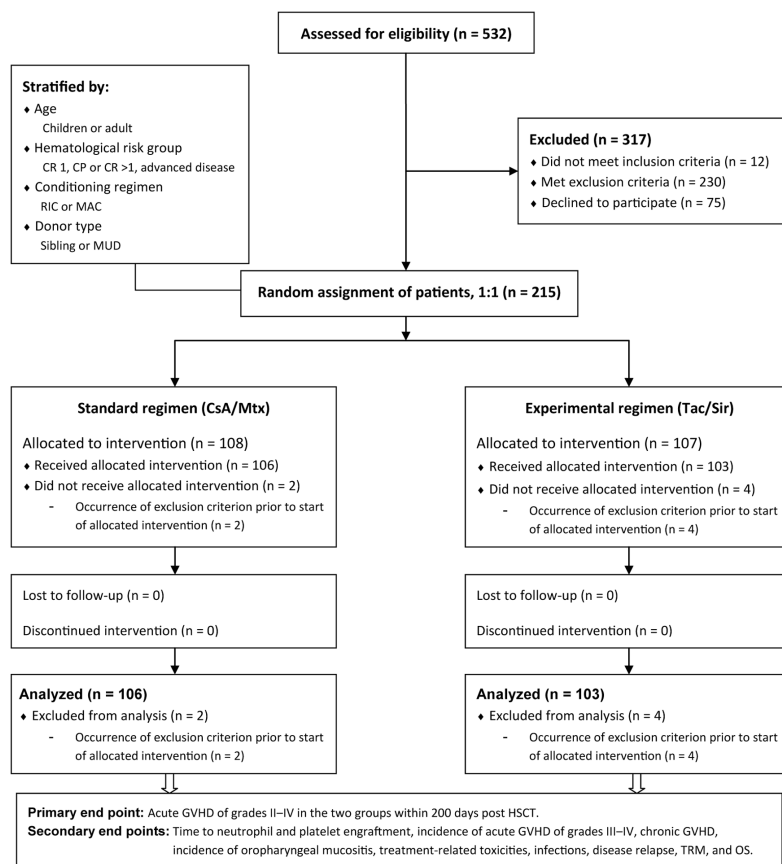 Assessed for eligibility (n = 532)
Stratified by:
♦ Age
Children or adult
♦ Hematological risk group
CR 1, CP or CR >1, advanced disease
♦ Conditioning regimen
RIC or MAC
♦ Donor type
Sibling or MUD
Excluded (n = 317)
♦ Did not meet inclusion criteria (n = 12)
♦ Met exclusion criteria (n = 230)
♦ Declined to participate (n = 75)
Random assignment of patients, 1:1 (n = 215)
Standard regimen (CsA/Mtx)
Allocated to intervention (n = 108)
♦ Received allocated intervention (n = 106)
♦ Did not receive allocated intervention (n = 2)
- Occurrence of exclusion criterion prior to start
of allocated intervention (n = 2)
Experimental regimen (Tac/Sir)
Allocated to intervention (n = 107)
♦ Received allocated intervention (n = 103)
♦ Did not receive allocated intervention (n = 4)
- Occurrence of exclusion criterion prior to start
of allocated intervention (n = 4)
Lost to follow-up (n = 0)
Discontinued intervention (n = 0)
Lost to follow-up (n = 0)
Discontinued intervention (n = 0)
Analyzed (n = 106)
♦ Excluded from analysis (n = 2)
- Occurrence of exclusion criterion prior to start
of allocated intervention (n = 2)
Analyzed (n = 103)
♦ Excluded from analysis (n = 4)
- Occurrence of exclusion criterion prior to start
of allocated intervention (n = 4)
Primary end point: Acute GVHD of grades II–IV in the two groups within 200 days post HSCT.
Secondary end points: Time to neutrophil and platelet engraftment, incidence of acute GVHD of grades III–IV, chronic GVHD,
incidence of oropharyngeal mucositis, treatment-related toxicities, infections, disease relapse, TRM, and OS.